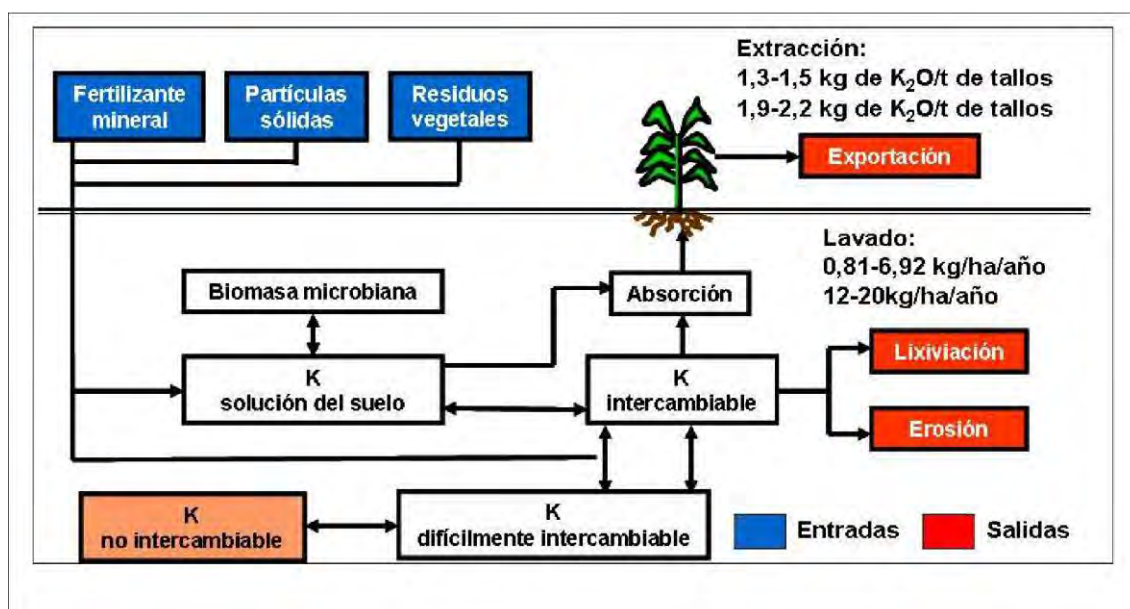 Fertilizante
mineral
Partículas
sólidas
Residuos
vegetales
Extracción:
1,3-1,5 kg de K₂O/t de tallos
1,9-2,2 kg de K₂O/t de tallos
Exportación
Lavado:
0,81-6,92 kg/ha/año
12-20kg/ha/año
Biomasa microbiana
Absorción
K
solución del suelo
K
intercambiable
Lixiviación
Erosión
K
no intercambiable
K
difícilmente intercambiable
Entradas
Salidas